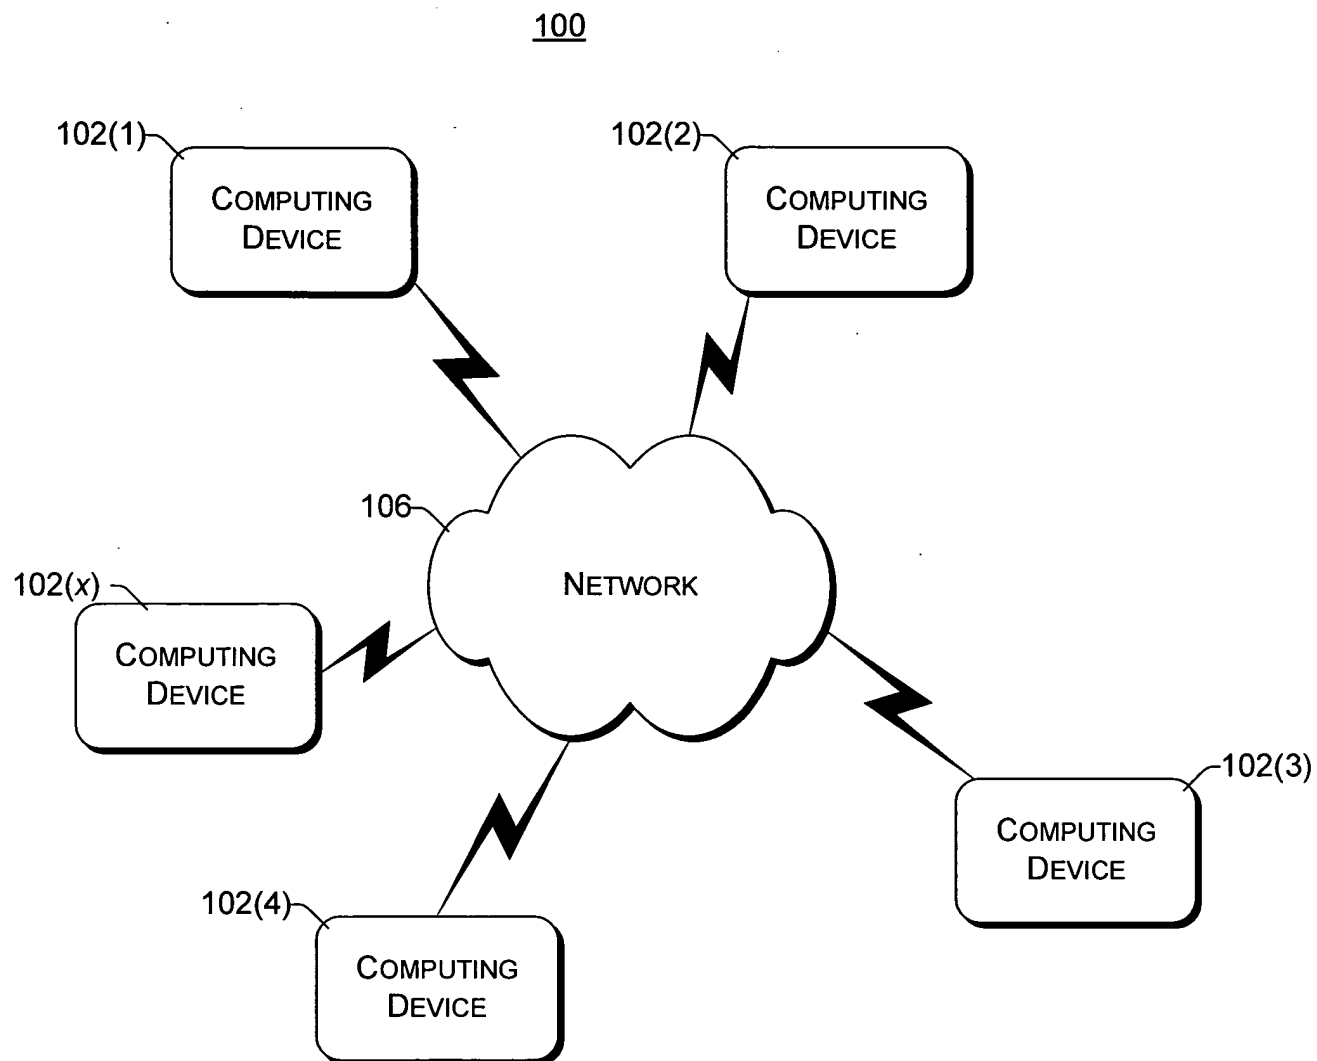 100
102(1)
102(2)
COMPUTING
DEVICE
COMPUTING
DEVICE
106
NETWORK
102(x)
COMPUTING
DEVICE
102(3)
COMPUTING
DEVICE
102(4)
COMPUTING
DEVICE